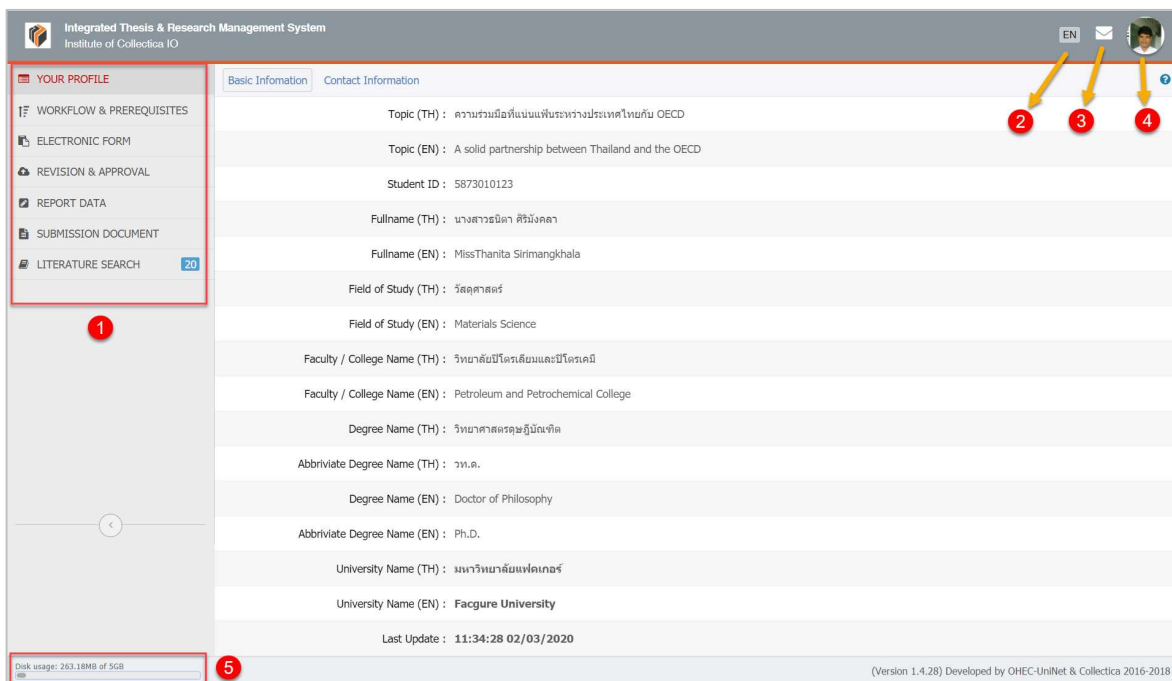 Integrated Thesis & Research Management System
Institute of Collectica IO
EN
YOUR PROFILE
WORKFLOW & PREREQUISITES
ELECTRONIC FORM
REVISION & APPROVAL
REPORT DATA
SUBMISSION DOCUMENT
LITERATURE SEARCH 20
1
Basic Infomation Contact Information
2 3 4
Topic (TH) : ความร่วมมือที่แน่นแฟ้นระหว่างประเทศไทยกับ OECD
Topic (EN) : A solid partnership between Thailand and the OECD
Student ID : 5873010123
Fullname (TH) : นางสาวธนิตา ศิริมังคลา
Fullname (EN) : MissThanita Sirimangkhala
Field of Study (TH) : วัสดุศาสตร์
Field of Study (EN) : Materials Science
Faculty / College Name (TH) : วิทยาลัยปิโตรเลียมและปิโตรเคมี
Faculty / College Name (EN) : Petroleum and Petrochemical College
Degree Name (TH) : วิทยาศาสตรดุษฎีบัณฑิต
Abbriviate Degree Name (TH) : วท.ด.
Degree Name (EN) : Doctor of Philosophy
Abbriviate Degree Name (EN) : Ph.D.
University Name (TH) : มหาวิทยาลัยแฟคเกอร์
University Name (EN) : Facgure University
Last Update : 11:34:28 02/03/2020
Disk usage: 263.18MB of 5GB
5
(Version 1.4.28) Developed by OHEC-UniNet & Collectica 2016-2018